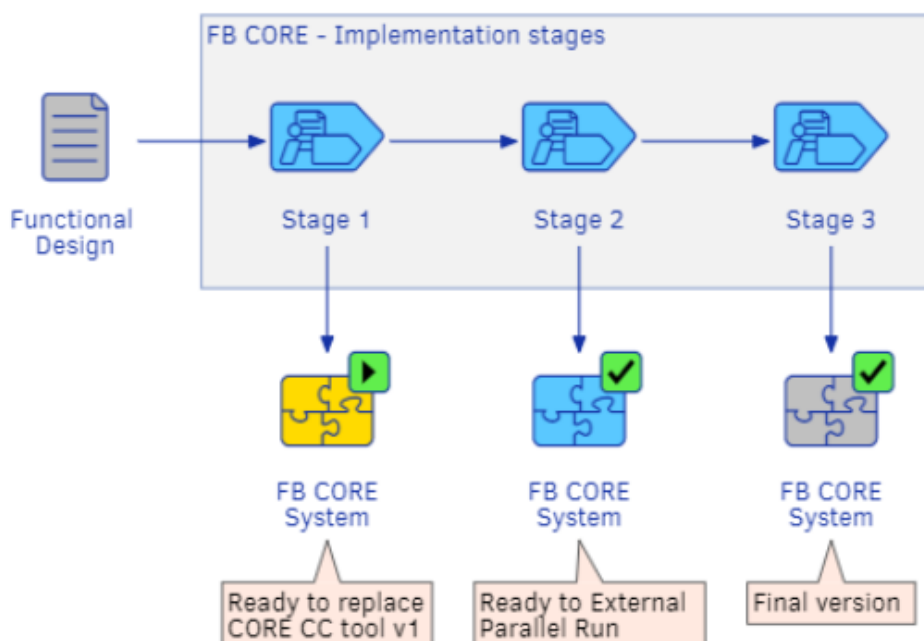 FB CORE - Implementation stages
Functional
Design
Stage 1
Stage 2
Stage 3
FB CORE
System
FB CORE
System
FB CORE
System
Ready to replace
CORE CC tool v1
Ready to External
Parallel Run
Final version